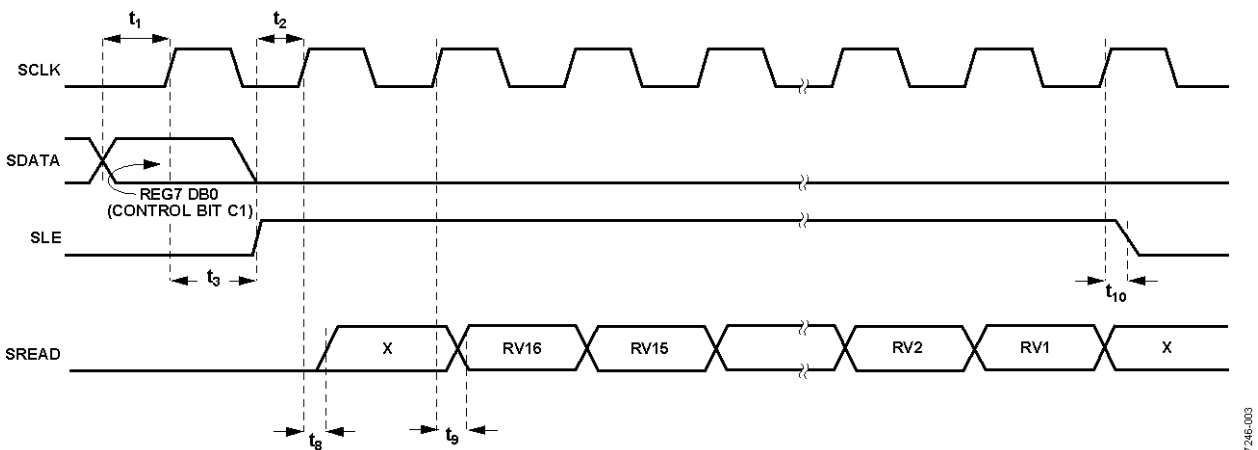 t1
t2
SCLK
SDATA
REG7 DB0
(CONTROL BIT C1)
SLE
t3
t10
SREAD
X
RV16
RV15
RV2
RV1
X
t8
t9
7246-003